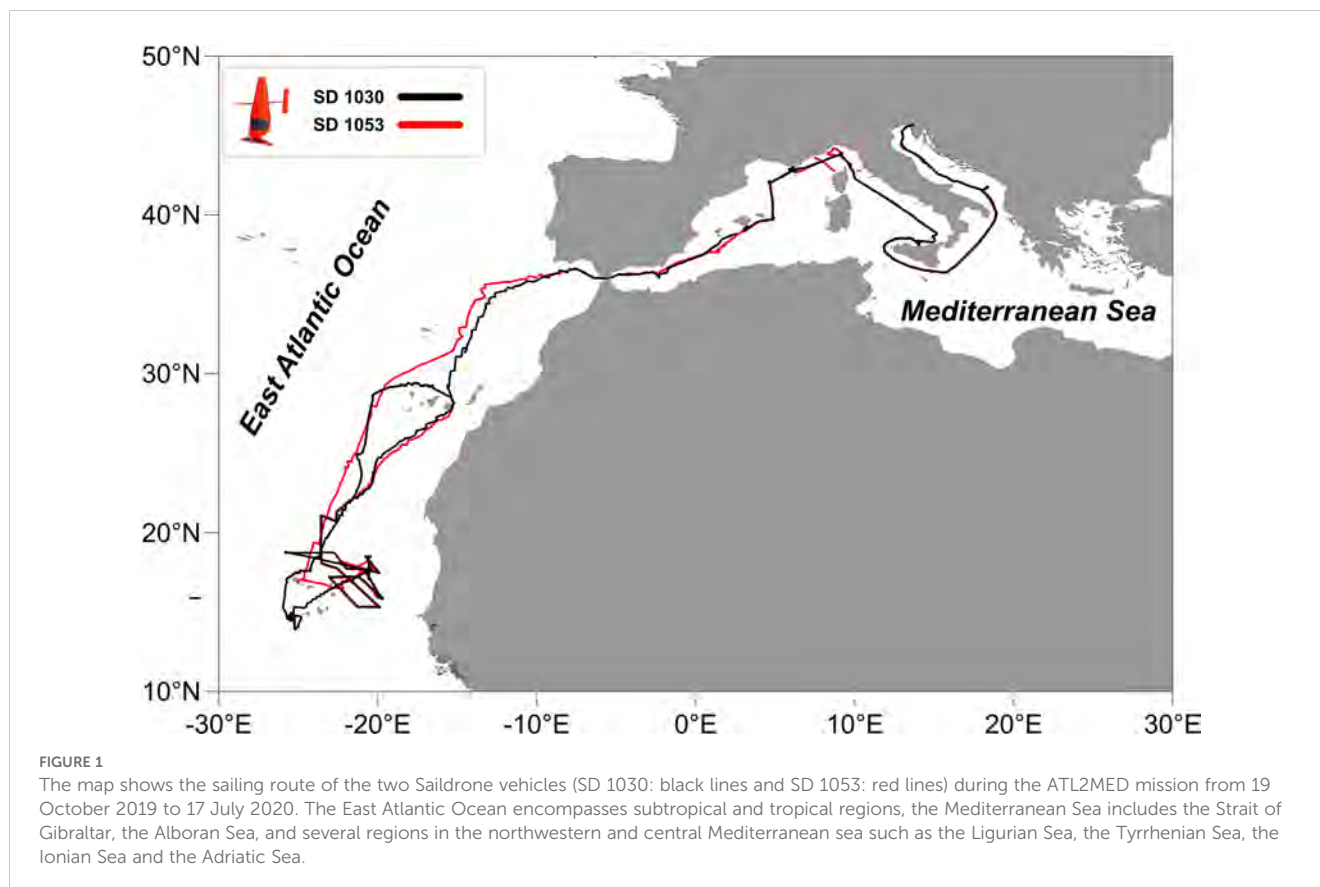 50°N
40°N
30°N
20°N
10°N
-30°E
-20°E
-10°E
0°E
10°E
20°E
30°E
SD 1030
SD 1053
East Atlantic Ocean
Mediterranean Sea
FIGURE 1
The map shows the sailing route of the two Saildrone vehicles (SD 1030: black lines and SD 1053: red lines) during the ATL2MED mission from 19
October 2019 to 17 July 2020. The East Atlantic Ocean encompasses subtropical and tropical regions, the Mediterranean Sea includes the Strait of
Gibraltar, the Alboran Sea, and several regions in the northwestern and central Mediterranean sea such as the Ligurian Sea, the Tyrrhenian Sea, the
Ionian Sea and the Adriatic Sea.